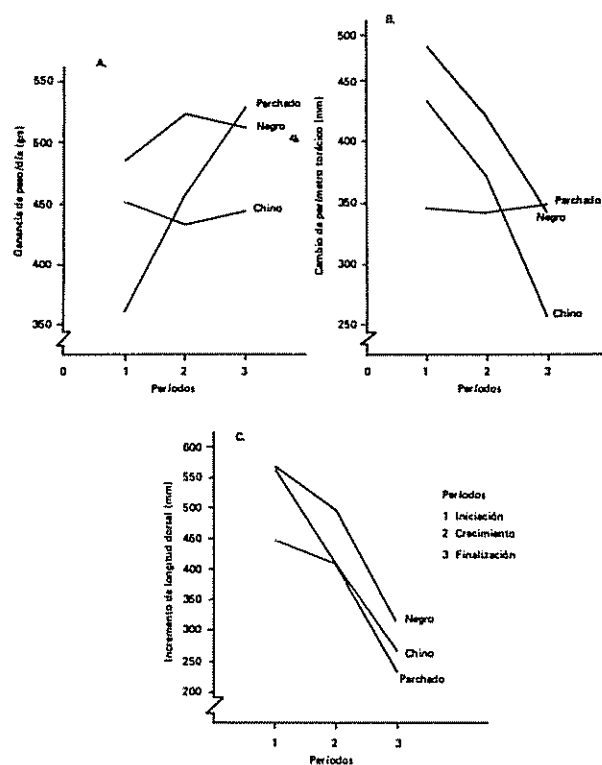 A.
Ganancia de peso/día (gs)
550
500
450
400
350
0
1
2
3
Períodos
Parchado
Negro
Chino
B.
Cambio de perímetro torácico (mm)
500
450
400
350
300
250
0
1
2
3
Períodos
Parchado
Negro
Chino
C.
Incremento de longitud dorsal (mm)
600
550
500
450
400
350
300
250
200
1
2
3
Períodos
Negro
Chino
Parchado
Períodos
1 Iniciación
2 Crecimiento
3 Finalización